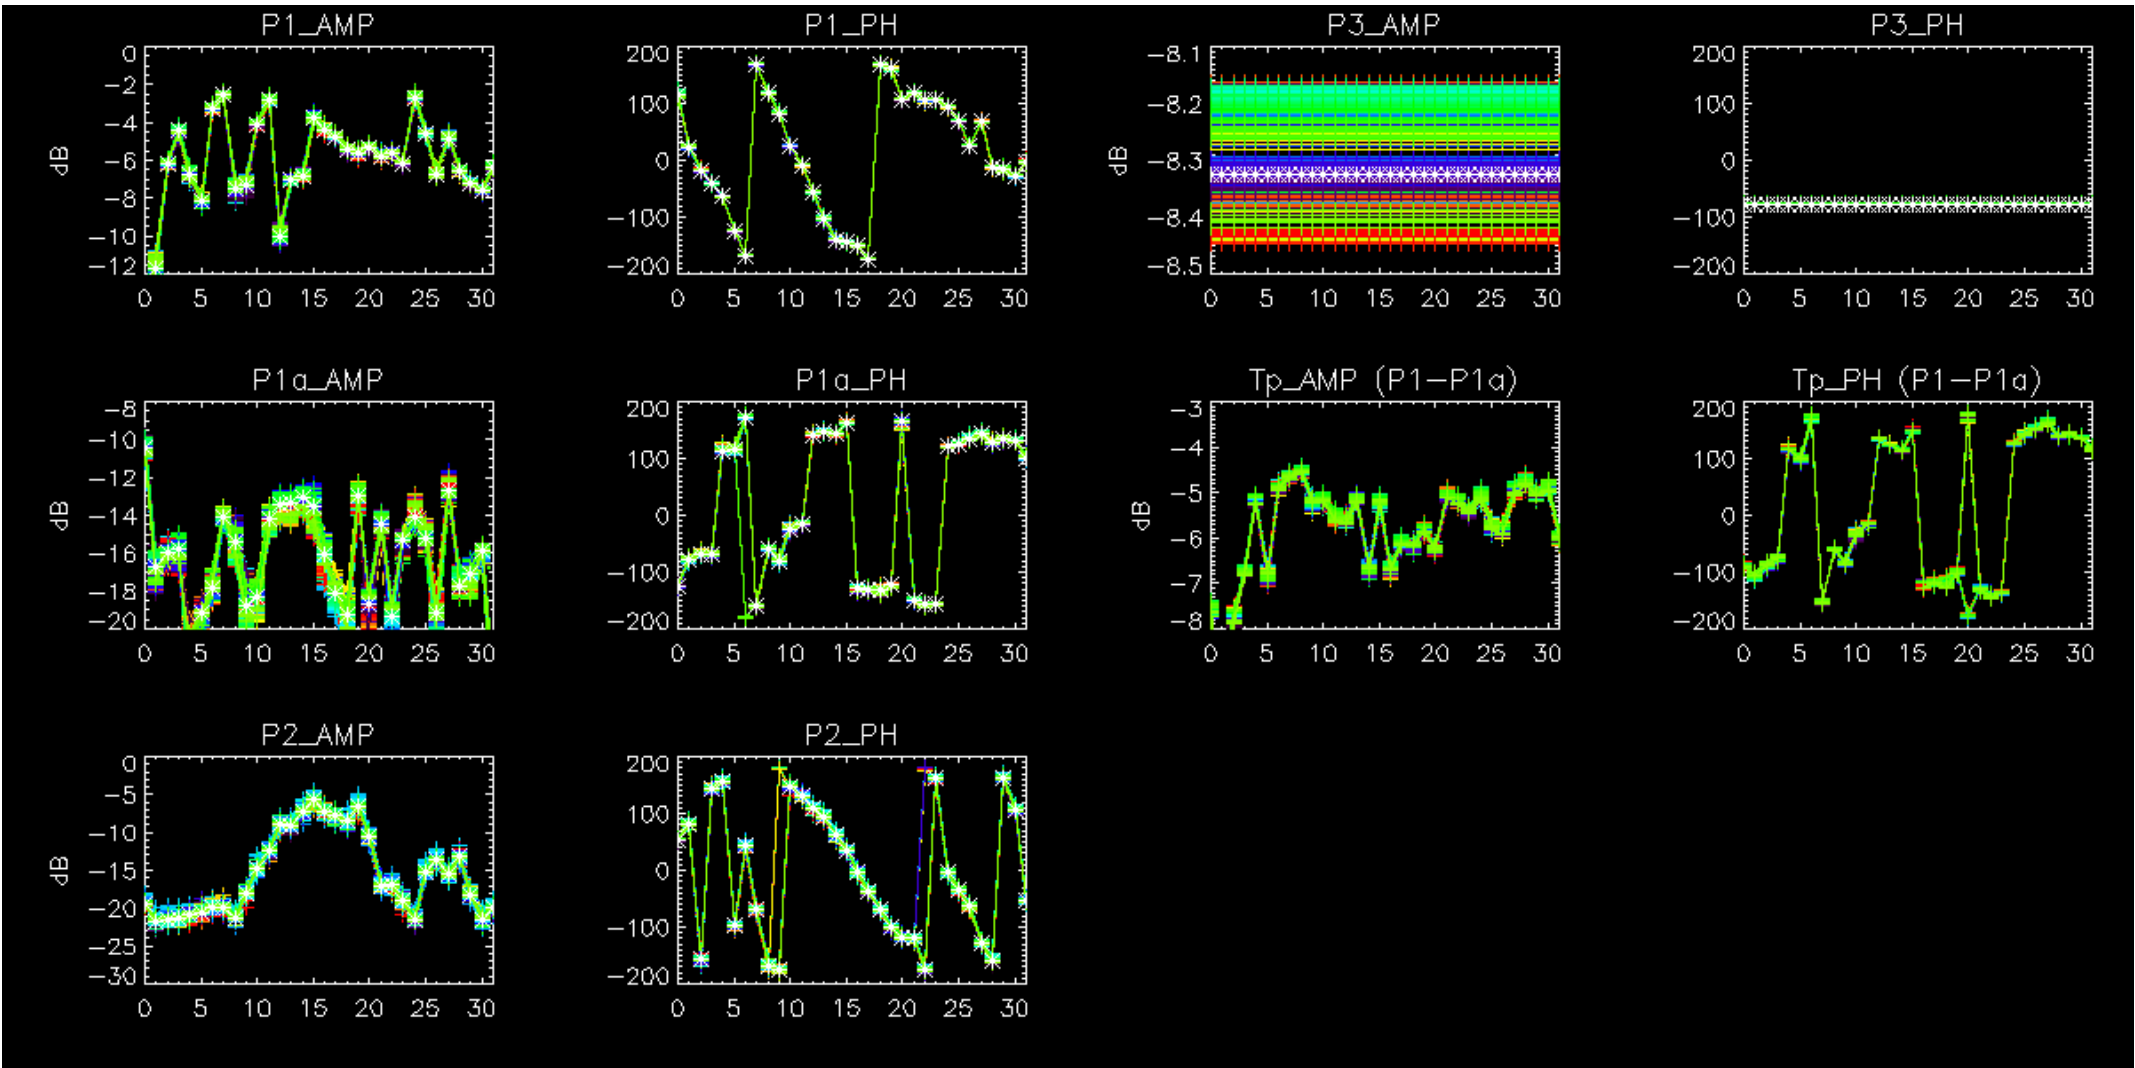 P1_AMP
P1_PH
P3_AMP
P3_PH
dB
0
−2
−4
−6
−8
−10
−12
0 5 10 15 20 25 30
200
100
0
−100
−200
0 5 10 15 20 25 30
dB
−8.1
−8.2
−8.3
−8.4
−8.5
0 5 10 15 20 25 30
200
100
0
−100
−200
0 5 10 15 20 25 30
P1a_AMP
P1a_PH
Tp_AMP (P1−P1a)
Tp_PH (P1−P1a)
dB
−8
−10
−12
−14
−16
−18
−20
0 5 10 15 20 25 30
200
100
0
−100
−200
0 5 10 15 20 25 30
dB
−3
−4
−5
−6
−7
−8
0 5 10 15 20 25 30
200
100
0
−100
−200
0 5 10 15 20 25 30
P2_AMP
P2_PH
dB
0
−5
−10
−15
−20
−25
−30
0 5 10 15 20 25 30
200
100
0
−100
−200
0 5 10 15 20 25 30